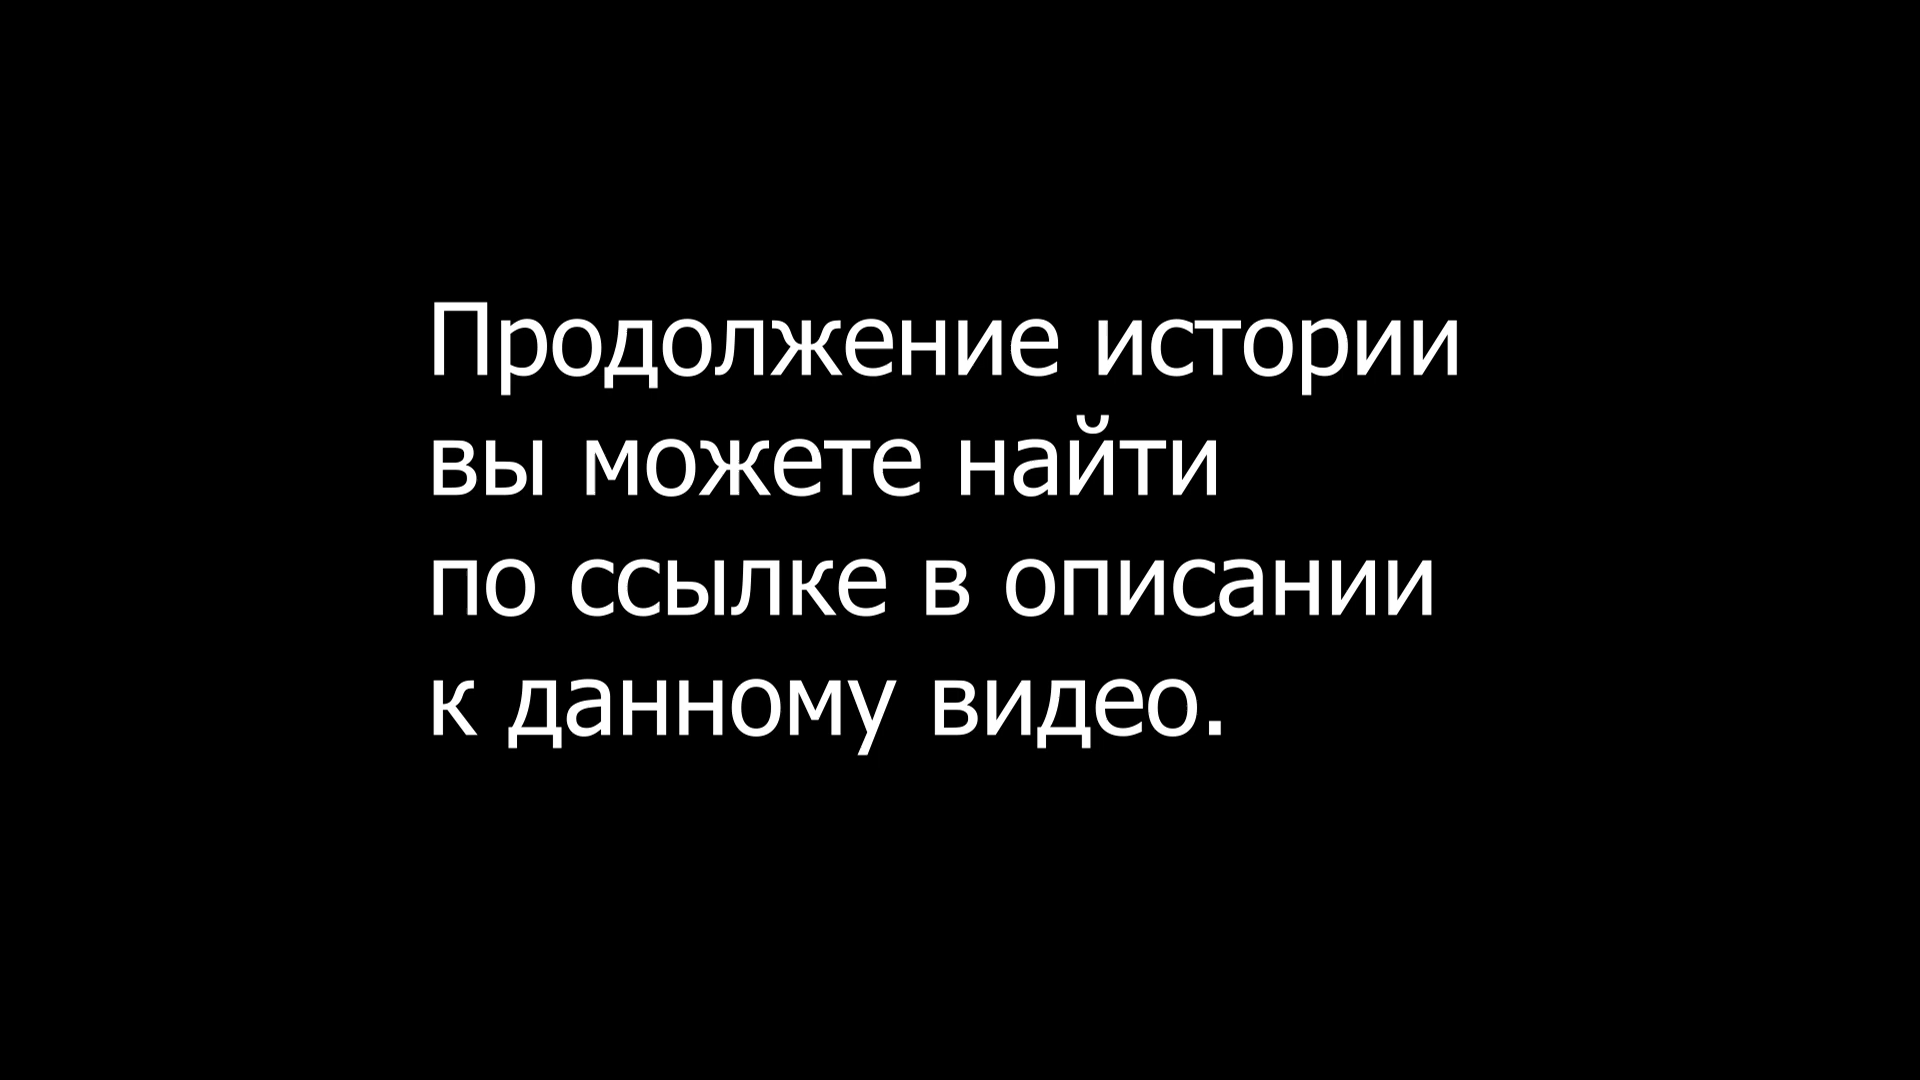 Продолжение истории
вы можете найти
по ссылке в описании
к данному видео.